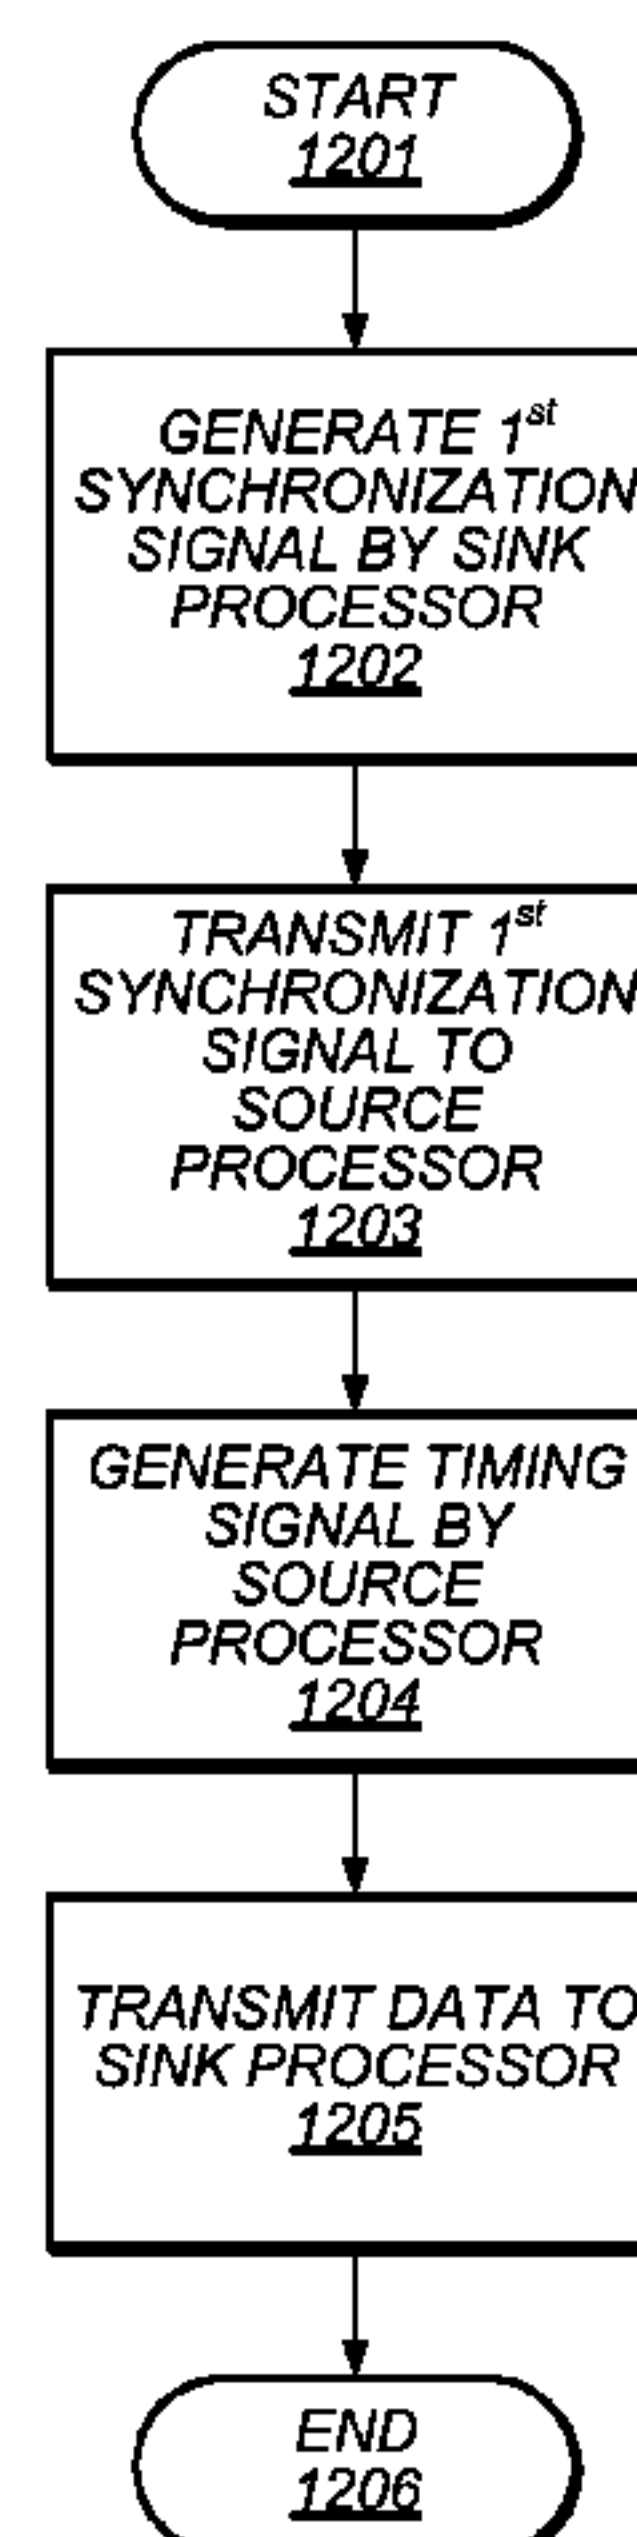 START
1201
GENERATE 1st
SYNCHRONIZATION
SIGNAL BY SINK
PROCESSOR
1202
TRANSMIT 1st
SYNCHRONIZATION
SIGNAL TO
SOURCE
PROCESSOR
1203
GENERATE TIMING
SIGNAL BY
SOURCE
PROCESSOR
1204
TRANSMIT DATA TO
SINK PROCESSOR
1205
END
1206